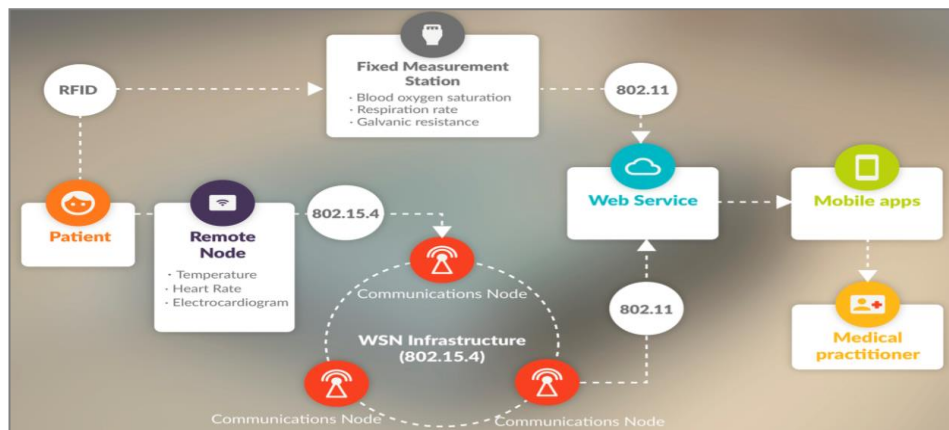 RFID
Fixed Measurement
Station
· Blood oxygen saturation
· Respiration rate
· Galvanic resistance
802.11
Patient
Remote
Node
· Temperature
· Heart Rate
· Electrocardiogram
802.15.4
Communications Node
WSN Infrastructure
(802.15.4)
Communications Node
Communications Node
802.11
Web Service
Mobile apps
Medical
practitioner